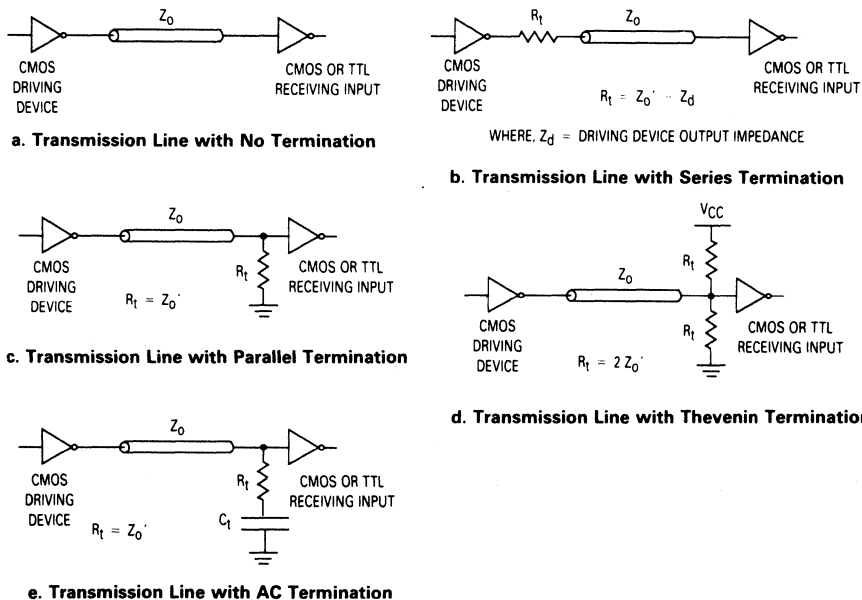 Z₀
CMOS
DRIVING
DEVICE
CMOS OR TTL
RECEIVING INPUT
a. Transmission Line with No Termination
Rt
Z₀
CMOS
DRIVING
DEVICE
CMOS OR TTL
RECEIVING INPUT
Rt = Z₀′ - Zd
WHERE, Zd = DRIVING DEVICE OUTPUT IMPEDANCE
b. Transmission Line with Series Termination
Z₀
Rt
CMOS
DRIVING
DEVICE
CMOS OR TTL
RECEIVING INPUT
Rt = Z₀′
c. Transmission Line with Parallel Termination
VCC
Rt
Z₀
Rt
CMOS
DRIVING
DEVICE
CMOS OR TTL
RECEIVING INPUT
Rt = 2 Z₀′
d. Transmission Line with Thevenin Termination
Z₀
Rt
CMOS
DRIVING
DEVICE
CMOS OR TTL
RECEIVING INPUT
Ct
Rt = Z₀′
e. Transmission Line with AC Termination